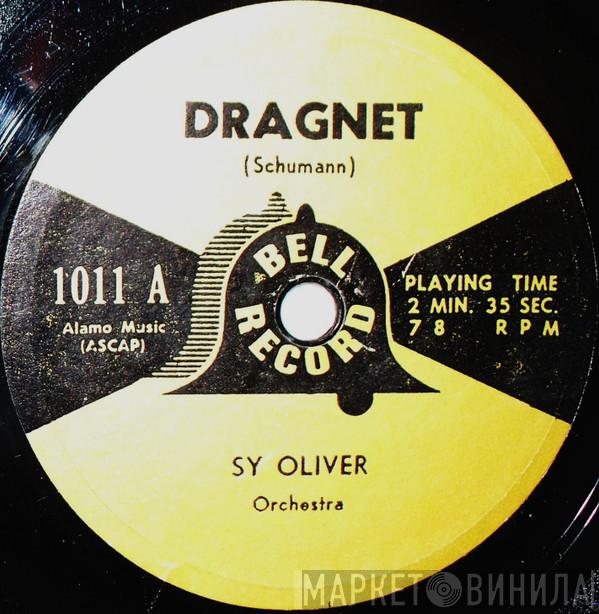 DRAGNET
(Schumann)
BELL
RECORD
1011 A
Alamo Music
(ASCAP)
PLAYING TIME
2 MIN. 35 SEC.
78 RPM
SY OLIVER
Orchestra
МАРКЕТ ВИНИЛА